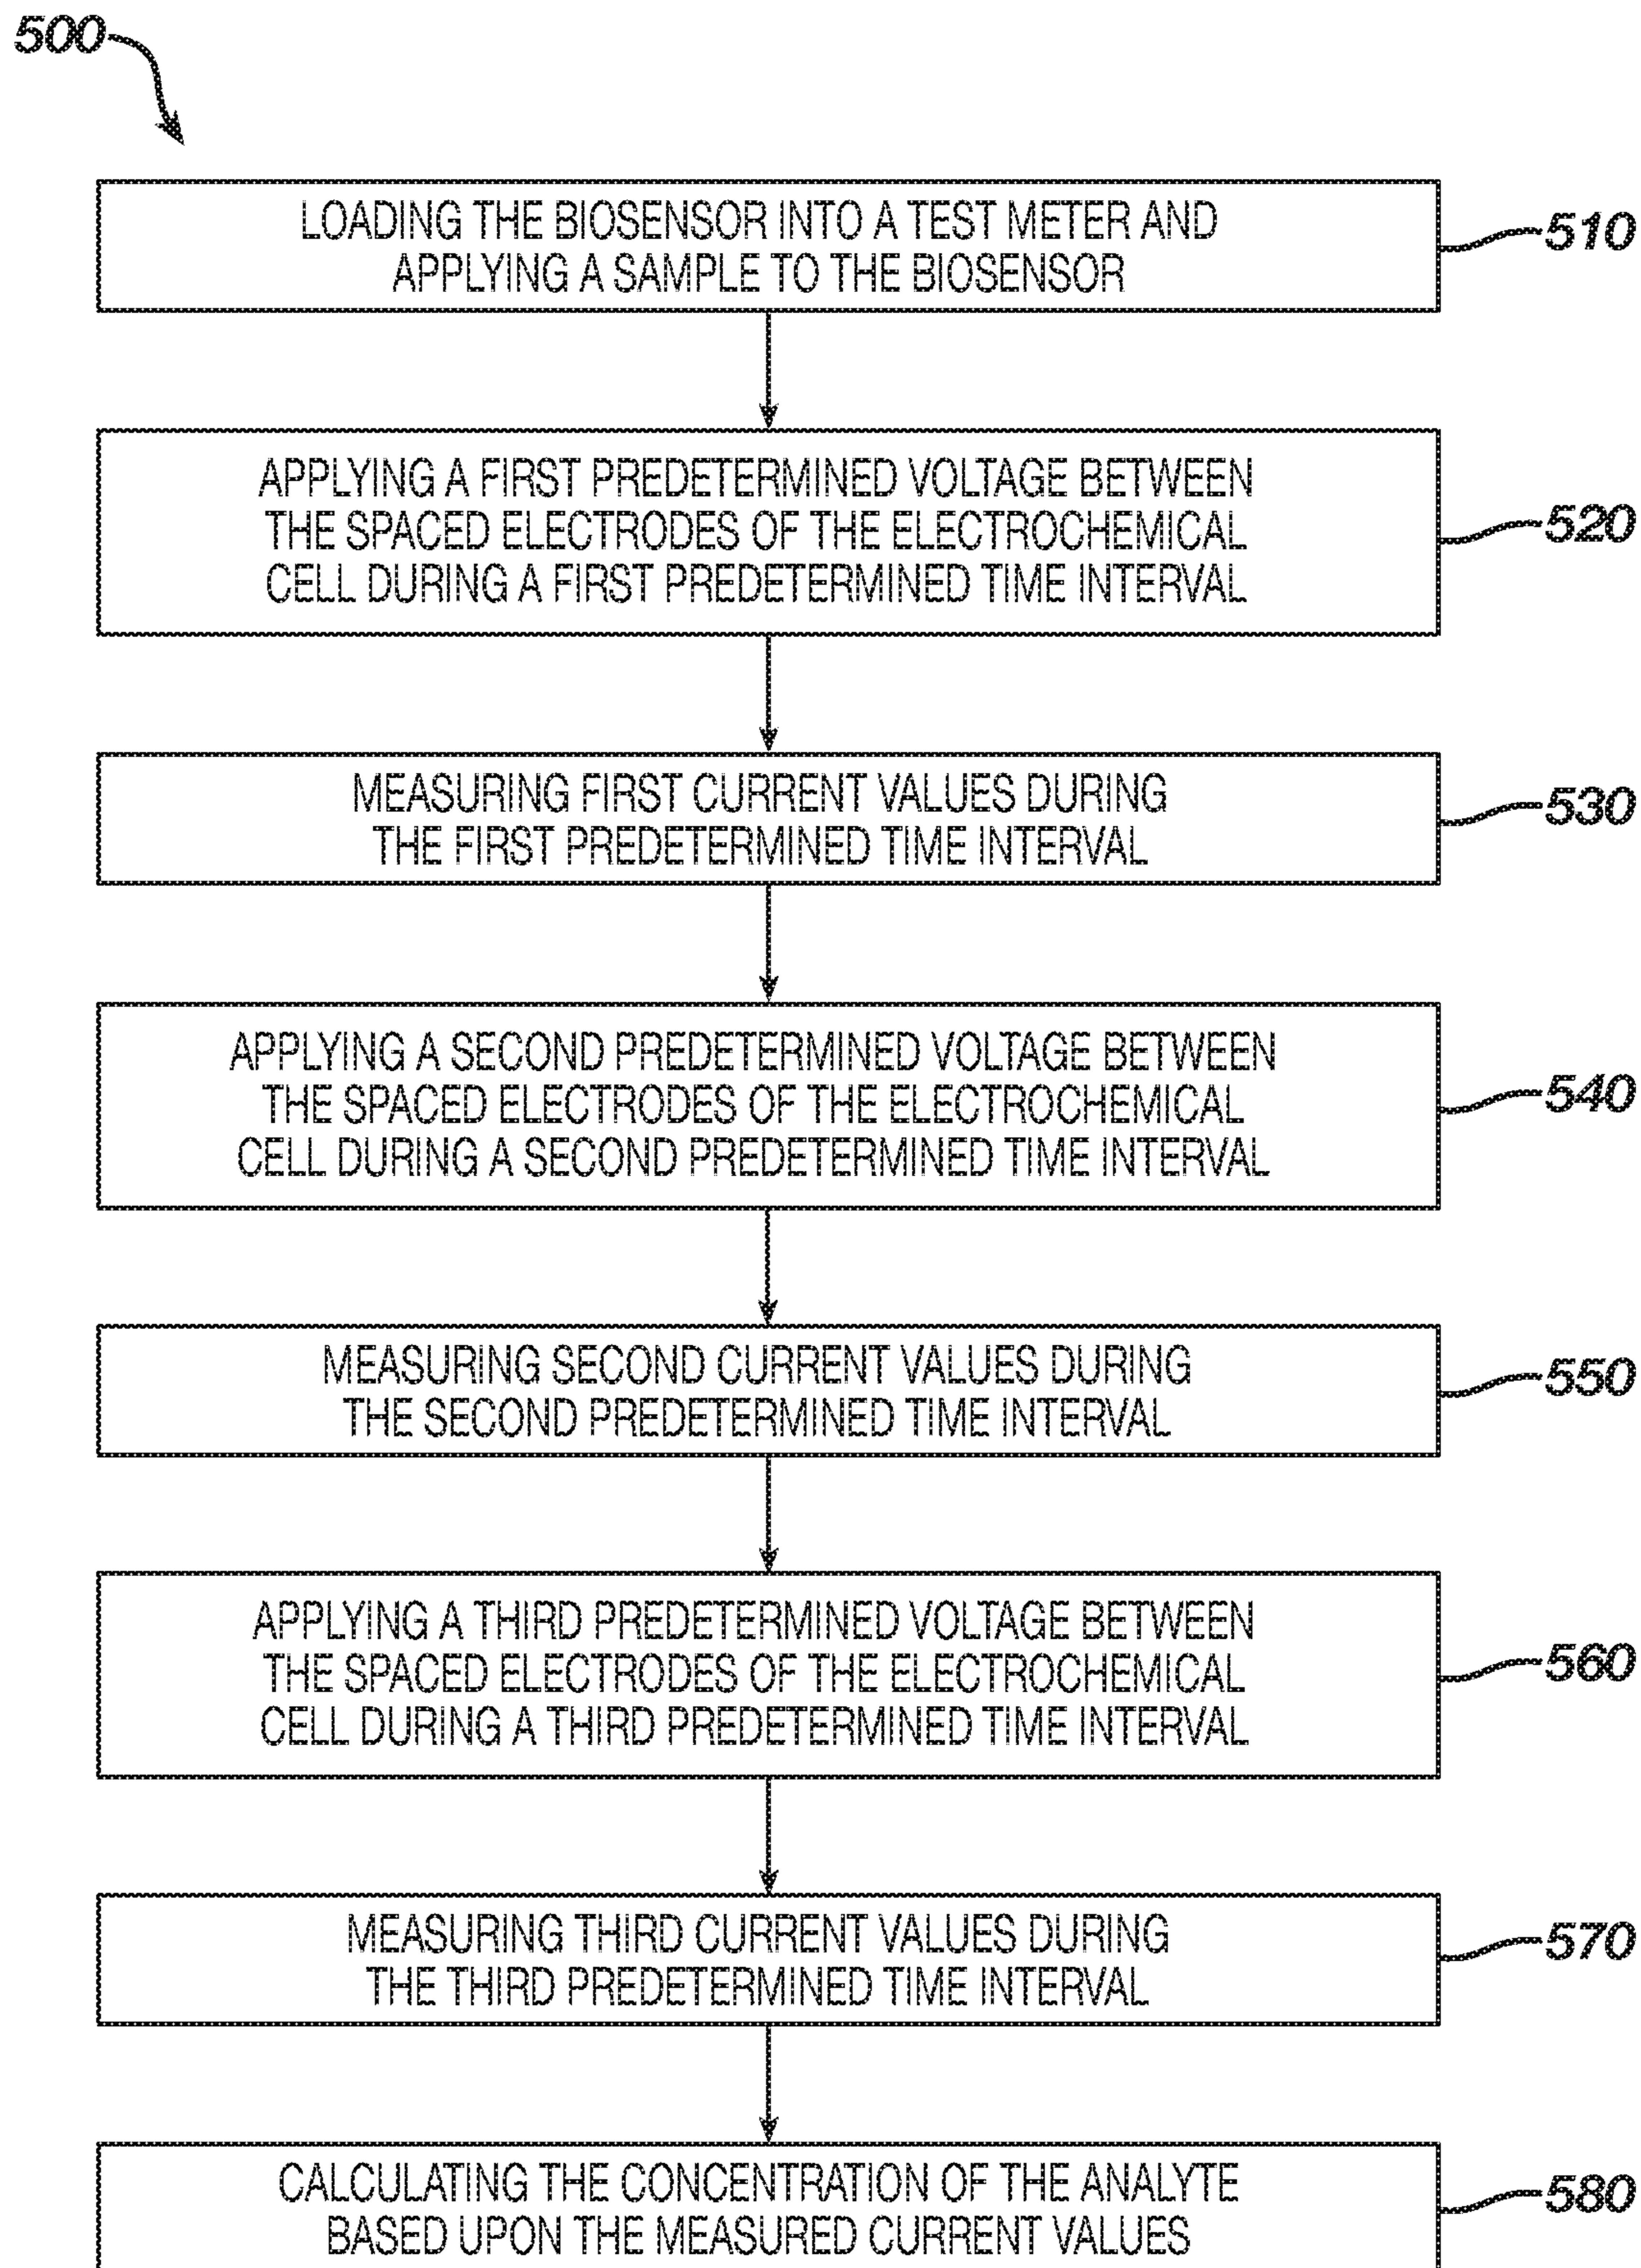 500
LOADING THE BIOSENSOR INTO A TEST METER AND
APPLYING A SAMPLE TO THE BIOSENSOR
510
APPLYING A FIRST PREDETERMINED VOLTAGE BETWEEN
THE SPACED ELECTRODES OF THE ELECTROCHEMICAL
CELL DURING A FIRST PREDETERMINED TIME INTERVAL
520
MEASURING FIRST CURRENT VALUES DURING
THE FIRST PREDETERMINED TIME INTERVAL
530
APPLYING A SECOND PREDETERMINED VOLTAGE BETWEEN
THE SPACED ELECTRODES OF THE ELECTROCHEMICAL
CELL DURING A SECOND PREDETERMINED TIME INTERVAL
540
MEASURING SECOND CURRENT VALUES DURING
THE SECOND PREDETERMINED TIME INTERVAL
550
APPLYING A THIRD PREDETERMINED VOLTAGE BETWEEN
THE SPACED ELECTRODES OF THE ELECTROCHEMICAL
CELL DURING A THIRD PREDETERMINED TIME INTERVAL
560
MEASURING THIRD CURRENT VALUES DURING
THE THIRD PREDETERMINED TIME INTERVAL
570
CALCULATING THE CONCENTRATION OF THE ANALYTE
BASED UPON THE MEASURED CURRENT VALUES
580